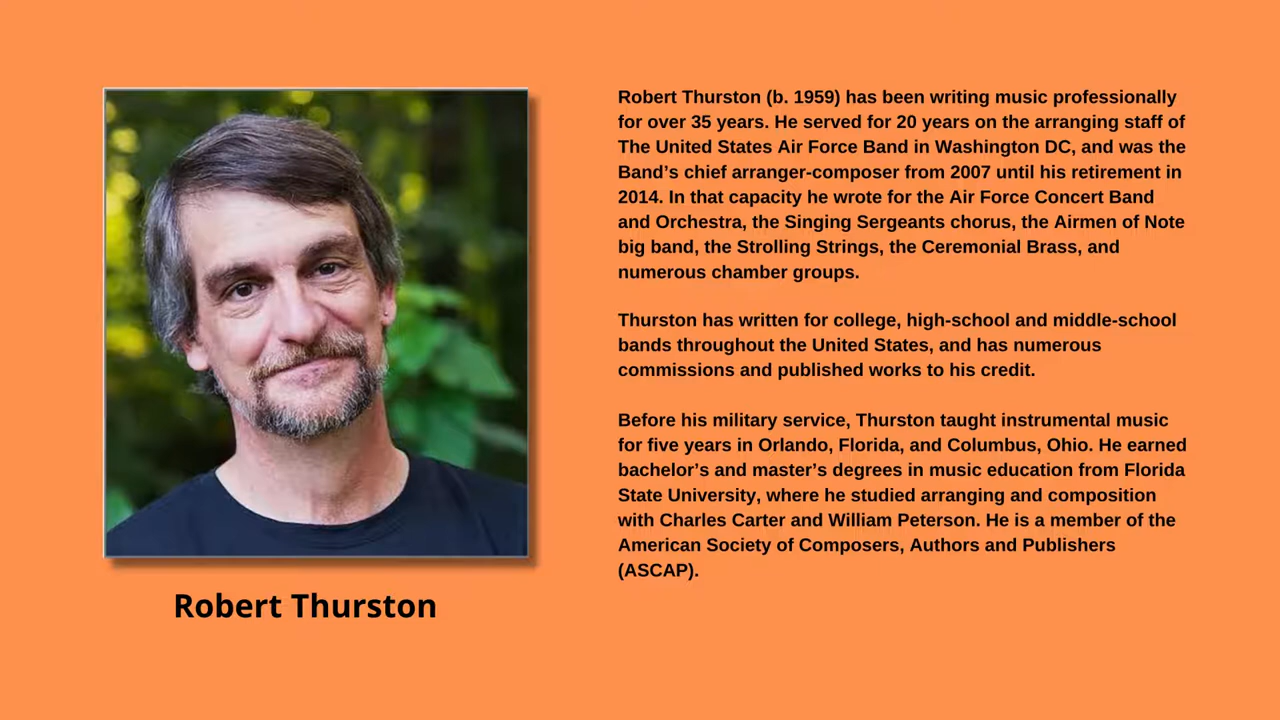 Robert Thurston (b. 1959) has been writing music professionally
for over 35 years. He served for 20 years on the arranging staff of
The United States Air Force Band in Washington DC, and was the
Band’s chief arranger-composer from 2007 until his retirement in
2014. In that capacity he wrote for the Air Force Concert Band
and Orchestra, the Singing Sergeants chorus, the Airmen of Note
big band, the Strolling Strings, the Ceremonial Brass, and
numerous chamber groups.
Thurston has written for college, high-school and middle-school
bands throughout the United States, and has numerous
commissions and published works to his credit.
Before his military service, Thurston taught instrumental music
for five years in Orlando, Florida, and Columbus, Ohio. He earned
bachelor’s and master’s degrees in music education from Florida
State University, where he studied arranging and composition
with Charles Carter and William Peterson. He is a member of the
American Society of Composers, Authors and Publishers
(ASCAP).
Robert Thurston